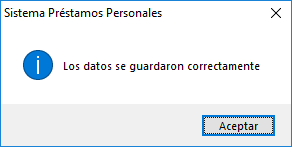 Sistema Préstamos Personales
Los datos se guardaron correctamente
Aceptar